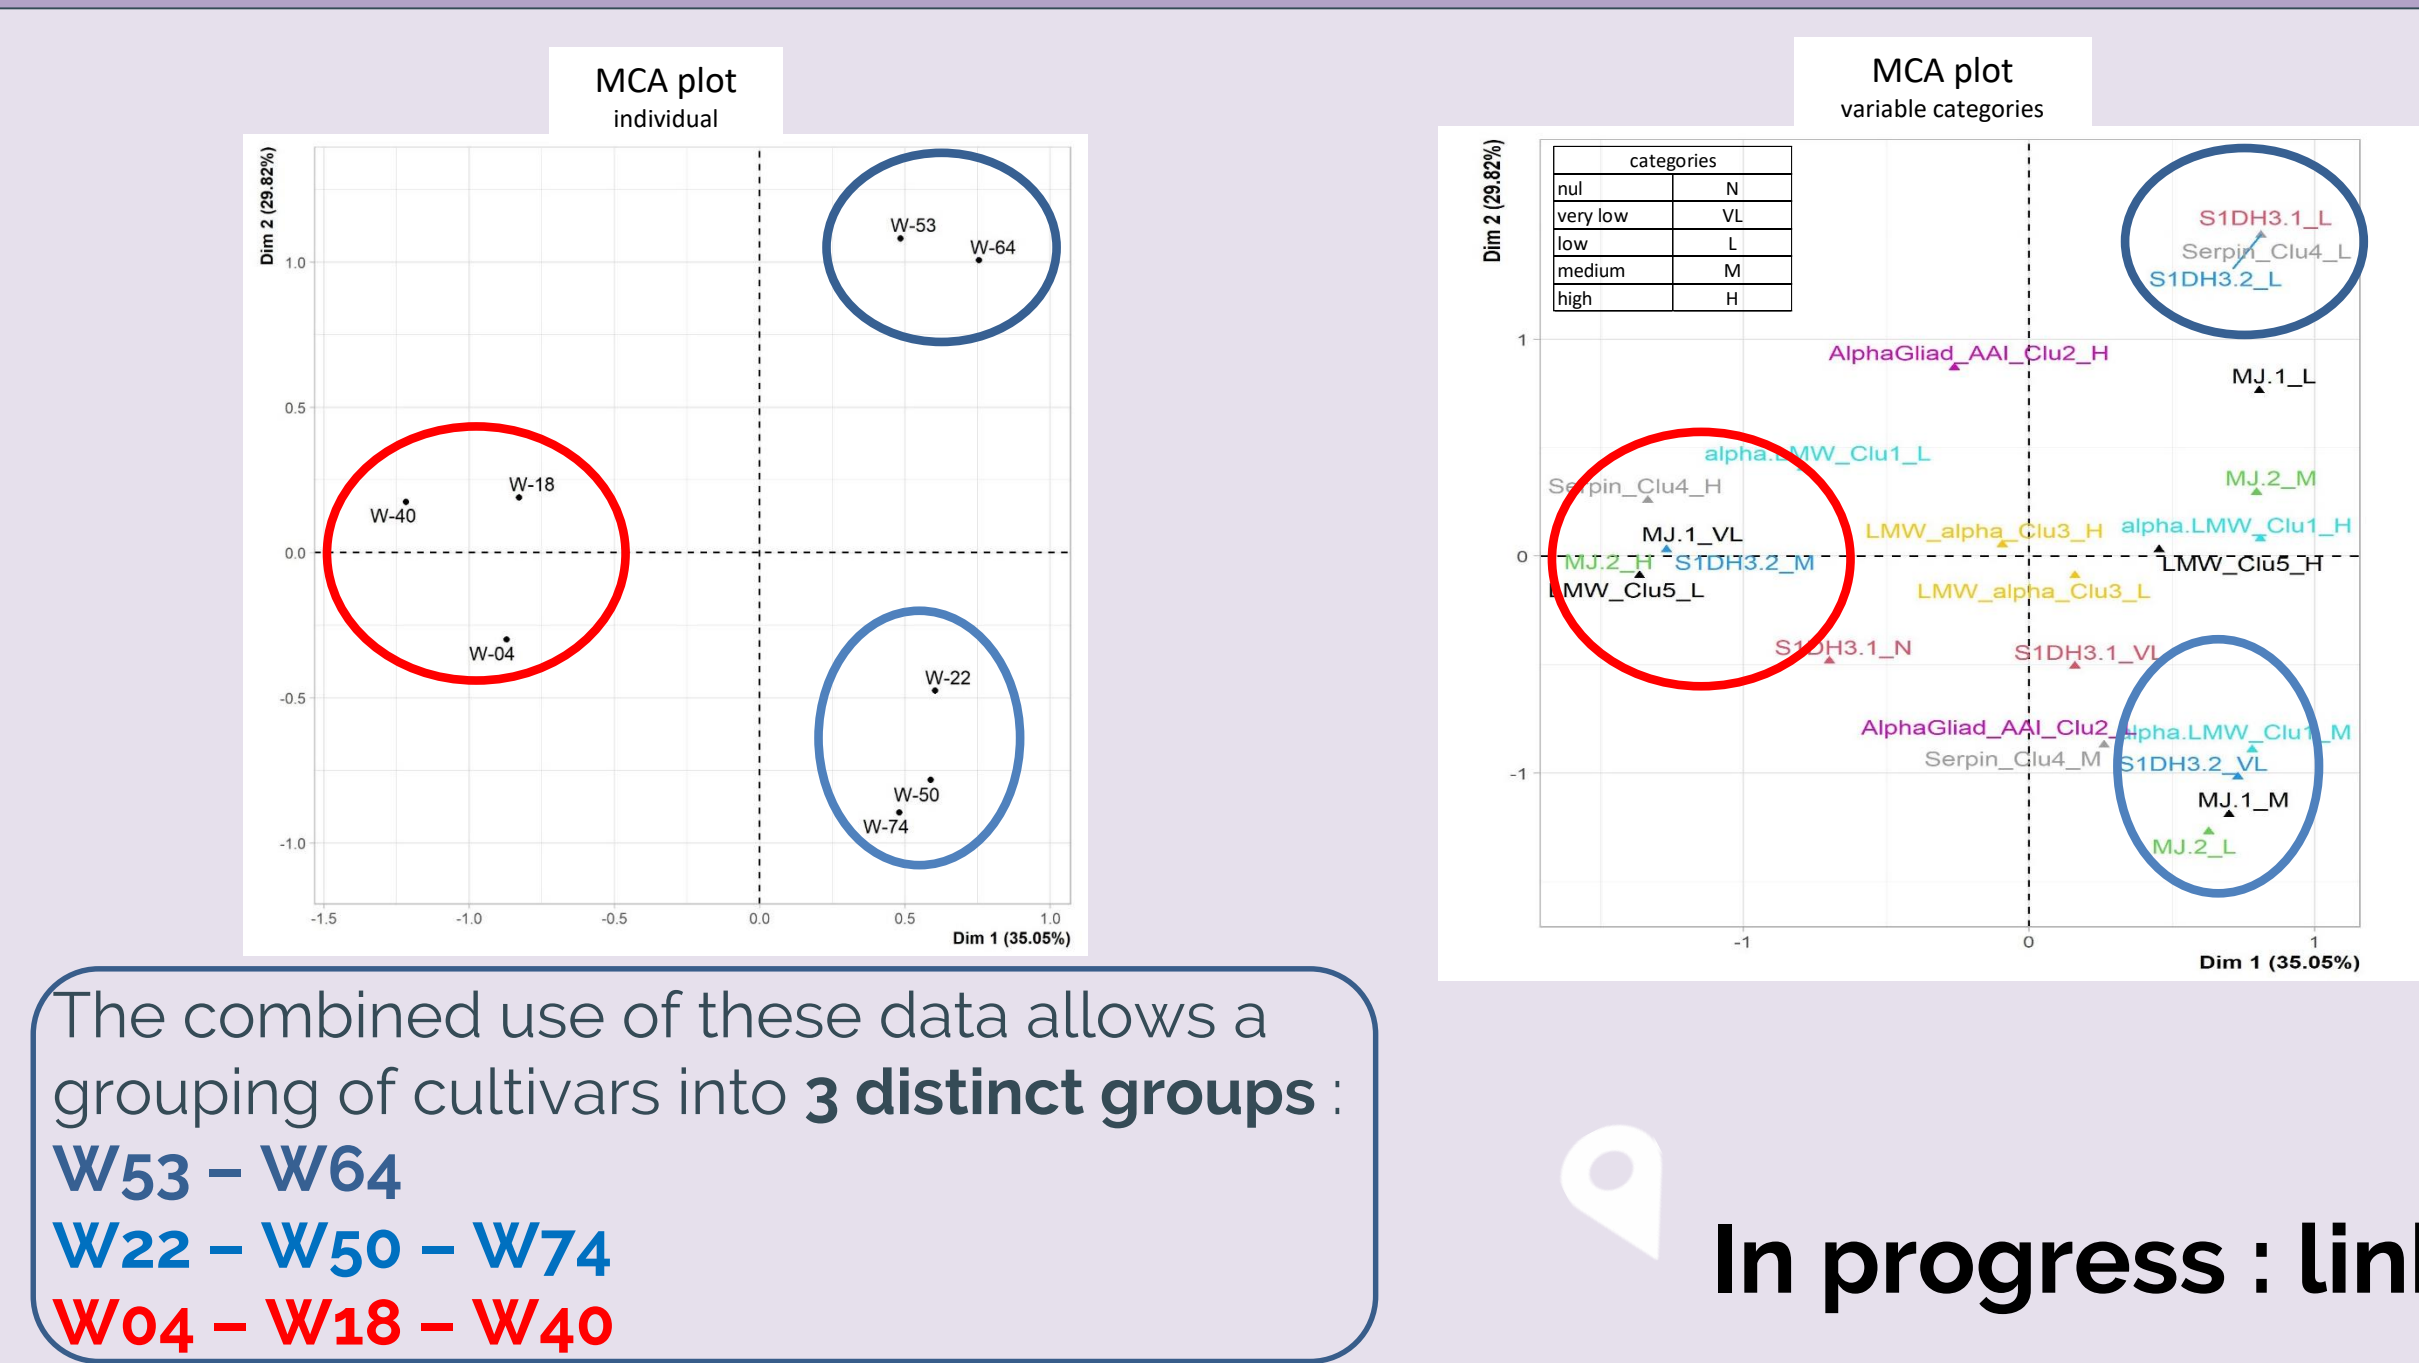 MCA plot
individual
Dim 2 (29.82%)
W-53
W-64
1.0
0.5
W-18
W-40
0.0
W-04
W-22
-0.5
W-50
W-74
-1.0
-1.5 -1.0 -0.5 0.0 0.5 1.0
Dim 1 (35.05%)
MCA plot
variable categories
Dim 2 (29.82%)
categories
nul N
very low VL
low L
medium M
high H
S1DH3.1_L
Serpin_Clu4_L
S1DH3.2_L
1
AlphaGliad_AAI_Clu2_H
MJ.1_L
alpha.LMW_Clu1_L
Serpin_Clu4_H
MJ.2_M
MJ.1_VL
LMW_alpha_Clu3_H
alpha.LMW_Clu1_H
0
MJ.2_H
S1DH3.2_M
LMW_Clu5_H
LMW_Clu5_L
LMW_alpha_Clu3_L
S1DH3.1_N
S1DH3.1_VL
AlphaGliad_AAI_Clu2_L
alpha.LMW_Clu1_M
Serpin_Clu4_M
S1DH3.2_VL
-1
MJ.1_M
MJ.2_L
-1 0 1
Dim 1 (35.05%)
The combined use of these data allows a
grouping of cultivars into 3 distinct groups :
W53 – W64
W22 – W50 – W74
W04 – W18 – W40
In progress :